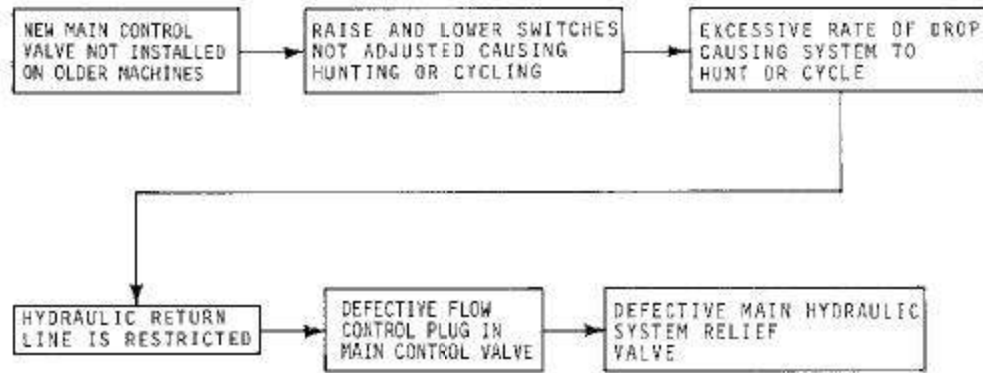 NEW MAIN CONTROL
VALVE NOT INSTALLED
ON OLDER MACHINES
RAISE AND LOWER SWITCHES
NOT ADJUSTED CAUSING
HUNTING OR CYCLING
EXCESSIVE RATE OF DROP
CAUSING SYSTEM TO
HUNT OR CYCLE
HYDRAULIC RETURN
LINE IS RESTRICTED
DEFECTIVE FLOW
CONTROL PLUG IN
MAIN CONTROL VALVE
DEFECTIVE MAIN HYDRAULIC
SYSTEM RELIEF
VALVE